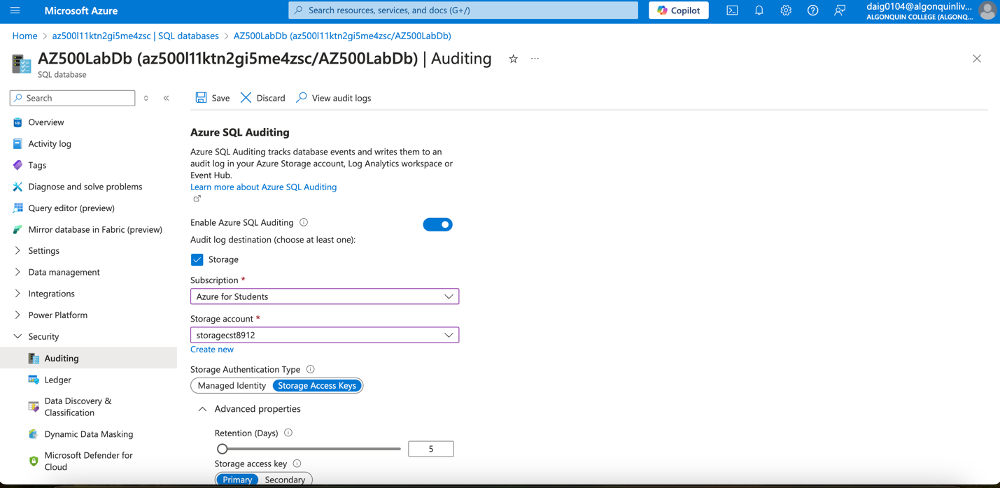 Microsoft Azure
Search resources, services, and docs (G+/)
Copilot
daig0104@algonquinliv...
ALGONQUIN COLLEGE (ALGONQ...
Home > az500l11ktn2gi5me4zsc | SQL databases > AZ500LabDb (az500l11ktn2gi5me4zsc/AZ500LabDb)
AZ500LabDb (az500l11ktn2gi5me4zsc/AZ500LabDb) | Auditing
SQL database
Search
Save
Discard
View audit logs
Overview
Activity log
Tags
Diagnose and solve problems
Query editor (preview)
Mirror database in Fabric (preview)
Settings
Data management
Integrations
Power Platform
Security
Auditing
Ledger
Data Discovery &
Classification
Dynamic Data Masking
Microsoft Defender for
Cloud
Azure SQL Auditing
Azure SQL Auditing tracks database events and writes them to an
audit log in your Azure Storage account, Log Analytics workspace or
Event Hub.
Learn more about Azure SQL Auditing
Enable Azure SQL Auditing
Audit log destination (choose at least one):
Storage
Subscription *
Azure for Students
Storage account *
storagecst8912
Create new
Storage Authentication Type
Managed Identity Storage Access Keys
Advanced properties
Retention (Days)
5
Storage access key
Primary Secondary